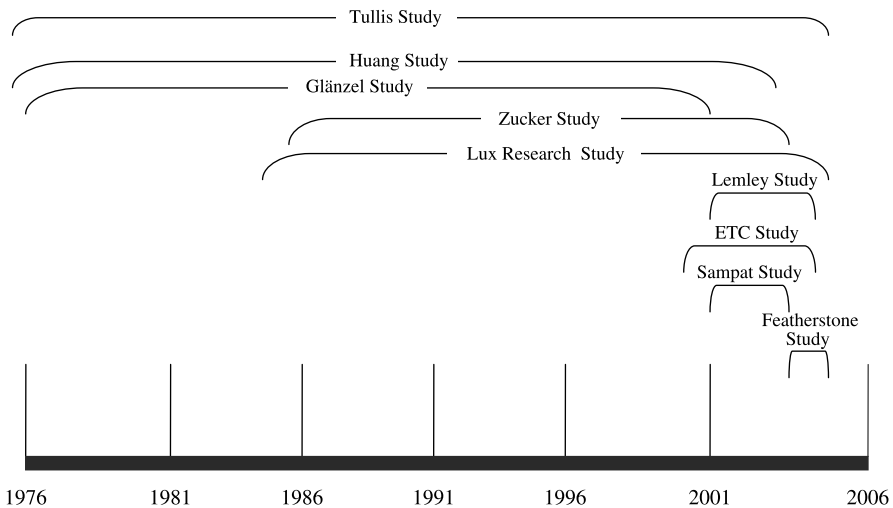 Tullis Study
Huang Study
Glänzel Study
Zucker Study
Lux Research Study
Lemley Study
ETC Study
Sampat Study
Featherstone
Study
1976 1981 1986 1991 1996 2001 2006